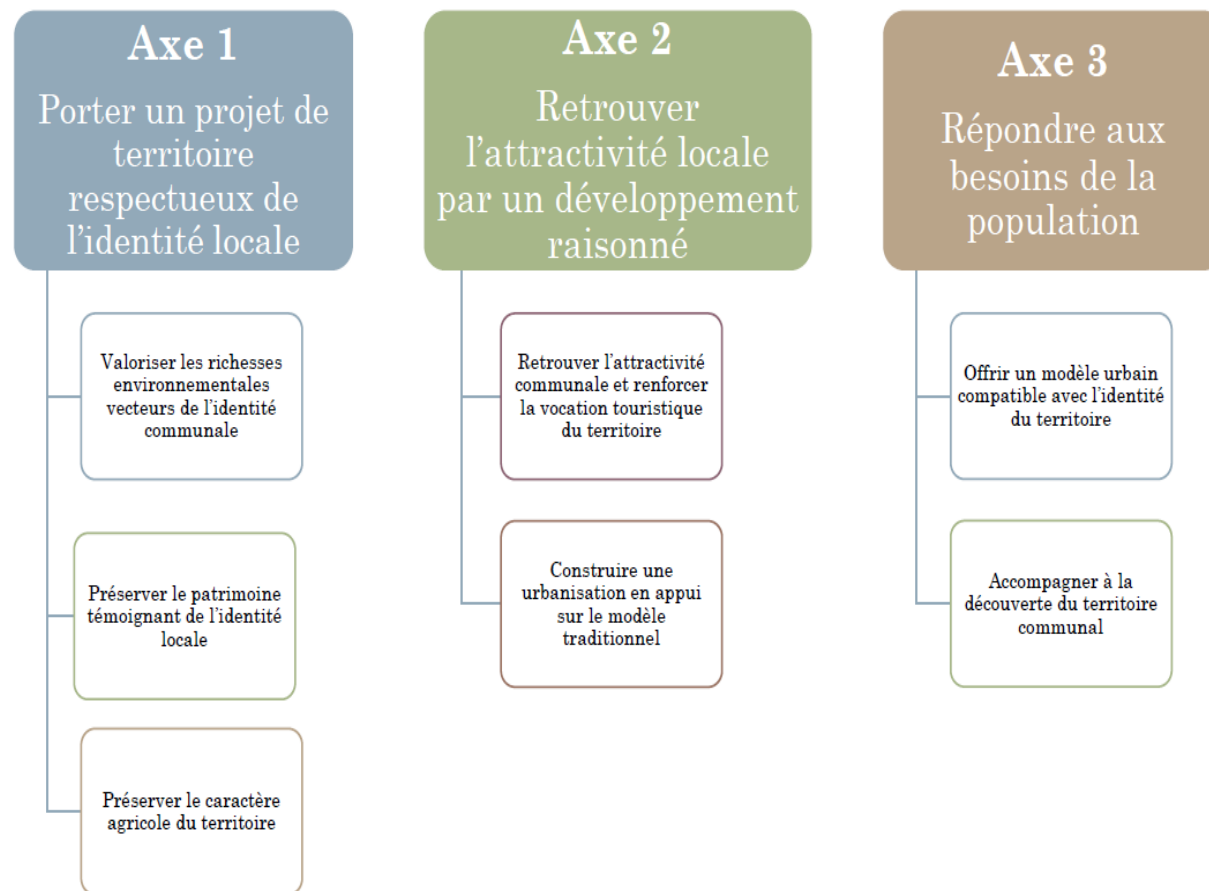 Axe 1
Porter un projet de
territoire
respectueux de
l’identité locale
Valoriser les richesses
environnementales
vecteurs de l’identité
communale
Préserver le patrimoine
témoignant de l’identité
locale
Préserver le caractère
agricole du territoire
Axe 2
Retrouver
l’attractivité locale
par un développement
raisonné
Retrouver l’attractivité
communale et renforcer
la vocation touristique
du territoire
Construire une
urbanisation en appui
sur le modèle
traditionnel
Axe 3
Répondre aux
besoins de la
population
Offrir un modèle urbain
compatible avec l’identité
du territoire
Accompagner à la
découverte du territoire
communal